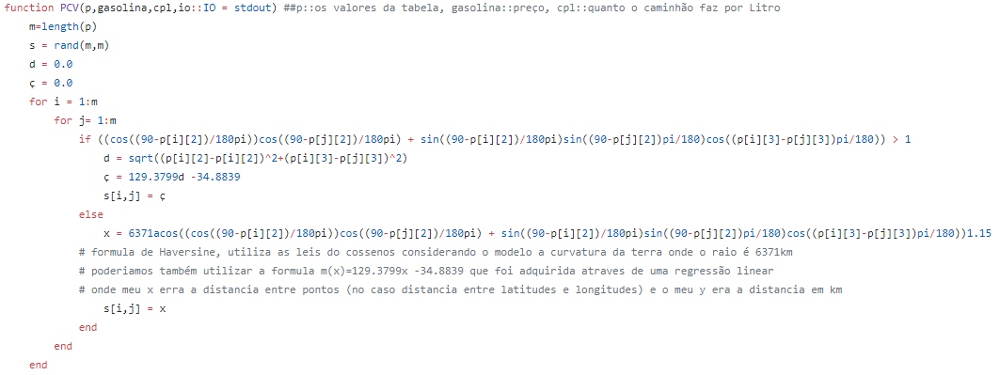 function PCV(p,gasolina,cpl,io::IO = stdout) ##p::os valores da tabela, gasolina::preço, cpl::quanto o caminhão faz por Litro
m=length(p)
s = rand(m,m)
d = 0.0
ç = 0.0
for i = 1:m
for j= 1:m
if ((cos((90-p[i][2])/180pi))cos((90-p[j][2])/180pi) + sin((90-p[i][2])/180pi)sin((90-p[j][2])pi/180)cos((p[i][3]-p[j][3])pi/180)) > 1
d = sqrt((p[i][2]-p[i][2])^2+(p[i][3]-p[j][3])^2)
ç = 129.3799d -34.8839
s[i,j] = ç
else
x = 6371acos((cos((90-p[i][2])/180pi))cos((90-p[j][2])/180pi) + sin((90-p[i][2])/180pi)sin((90-p[j][2])pi/180)cos((p[i][3]-p[j][3])pi/180))1.15
# formula de Haversine, utiliza as leis do cossenos considerando o modelo a curvatura da terra onde o raio é 6371km
# poderiamos também utilizar a formula m(x)=129.3799x -34.8839 que foi adquirida atraves de uma regressão linear
# onde meu x erra a distancia entre pontos (no caso distancia entre latitudes e longitudes) e o meu y era a distancia em km
s[i,j] = x
end
end
end